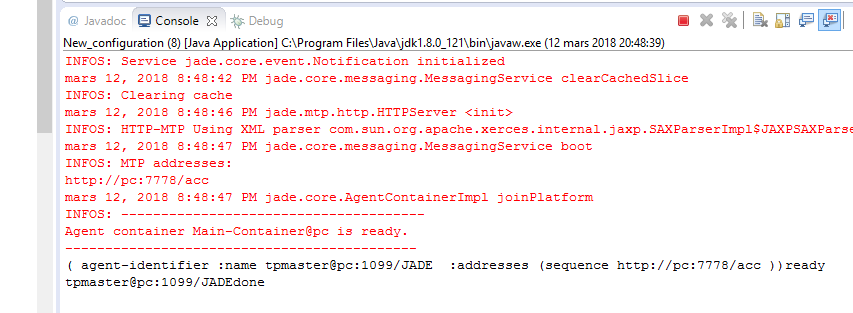 @ Javadoc Console Debug
New_configuration (8) [Java Application] C:\Program Files\Java\jdk1.8.0_121\bin\javaw.exe (12 mars 2018 20:48:39)
INFOS: Service jade.core.event.Notification initialized
mars 12, 2018 8:48:42 PM jade.core.messaging.MessagingService clearCachedSlice
INFOS: Clearing cache
mars 12, 2018 8:48:46 PM jade.mtp.http.HTTPServer <init>
INFOS: HTTP-MTP Using XML parser com.sun.org.apache.xerces.internal.jaxp.SAXParserImpl$JAXPSAXParse
mars 12, 2018 8:48:47 PM jade.core.messaging.MessagingService boot
INFOS: MTP addresses:
http://pc:7778/acc
mars 12, 2018 8:48:47 PM jade.core.AgentContainerImpl joinPlatform
INFOS: --------------------------------------
Agent container Main-Container@pc is ready.
--------------------------------------------
( agent-identifier :name tpmaster@pc:1099/JADE  :addresses (sequence http://pc:7778/acc ))ready
tpmaster@pc:1099/JADEdone